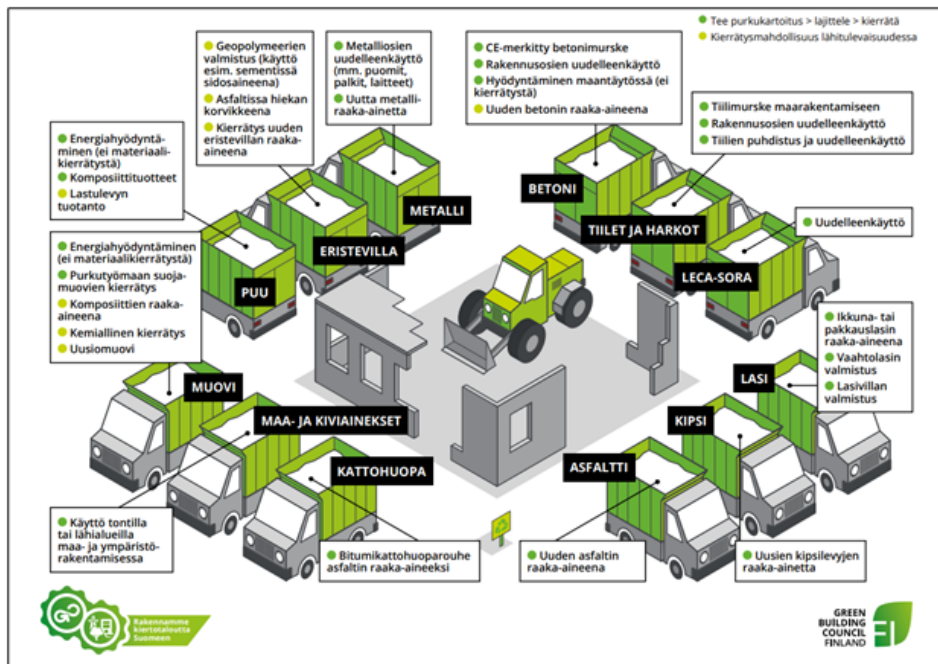 Tee purkukartoitus > lajittele > kierrätä
Kierrätysmahdollisuus lähitulevaisuudessa
Geopolymeerien
valmistus (käyttö
esim. sementissä
sidosaineena)
Asfaltissa hiekan
korvikkeena
Kierrätys uuden
eristevillan raaka-
aineena
Metalliosien
uudelleenkäyttö
(mm. puomit,
palkit, laitteet)
Uutta metalli-
raaka-ainetta
CE-merkitty betonimurske
Rakennusosien uudelleenkäyttö
Hyödyntäminen maantäytössä (ei
kierrätystä)
Uuden betonin raaka-aineena
Tiilimurske maarakentamiseen
Rakennusosien uudelleenkäyttö
Tiilien puhdistus ja uudelleenkäyttö
Energiahyödyntä-
minen (ei materiaali-
kierrätystä)
Komposiittituotteet
Lastulevyn
tuotanto
Uudelleenkäyttö
METALLI
ERISTEVILLA
PUU
BETONI
TIILET JA HARKOT
LECA-SORA
Energiahyödyntäminen
(ei materiaalikierrätystä)
Purkutyömaan suoja-
muovien kierrätys
Komposiittien raaka-
aineena
Kemiallinen kierrätys
Uusiomuovi
Ikkuna- tai
pakkauslasin
raaka-aineena
Vaahtolasin
valmistus
Lasivillan
valmistus
MUOVI
MAA- JA KIVIAINEKSET
KATTOHUOPA
LASI
KIPSI
ASFALTTI
Käyttö tontilla
tai lähialueilla
maa- ja ympäristö-
rakentamisessa
Bitumikattohuoparouhe
asfaltin raaka-aineeksi
Uuden asfaltin
raaka-aineena
Uusien kipsilevyjen
raaka-ainetta
Rakennamme
kiertotaloutta
Suomeen
GREEN
BUILDING
COUNCIL
FINLAND
FI